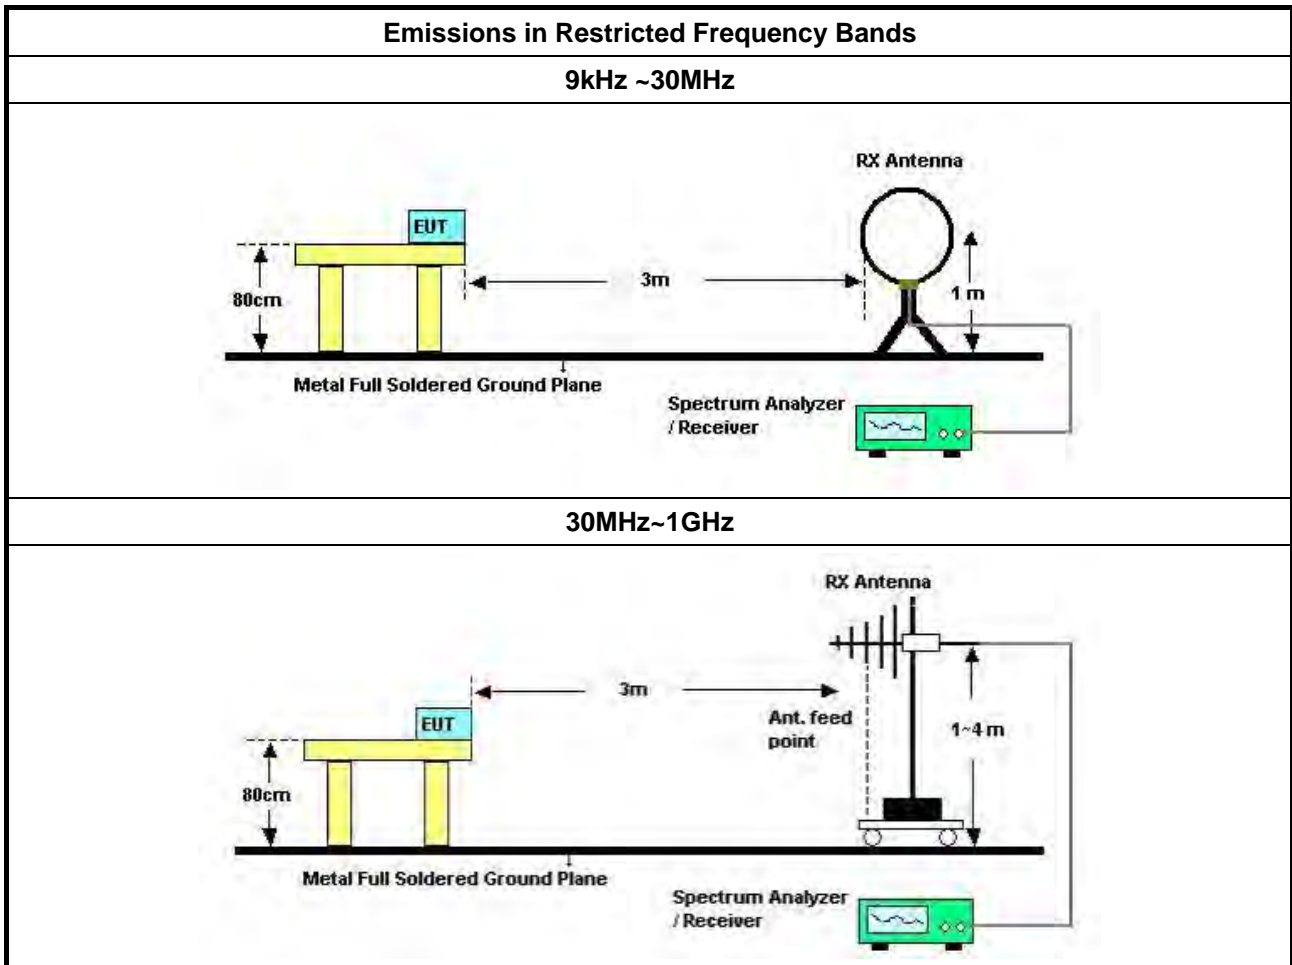 Emissions in Restricted Frequency Bands
9kHz ~30MHz
RX Antenna
EUT
3m
80cm
1 m
Metal Full Soldered Ground Plane
Spectrum Analyzer
/ Receiver
30MHz~1GHz
RX Antenna
3m
EUT
Ant. feed
point
1~4 m
80cm
Metal Full Soldered Ground Plane
Spectrum Analyzer
/ Receiver